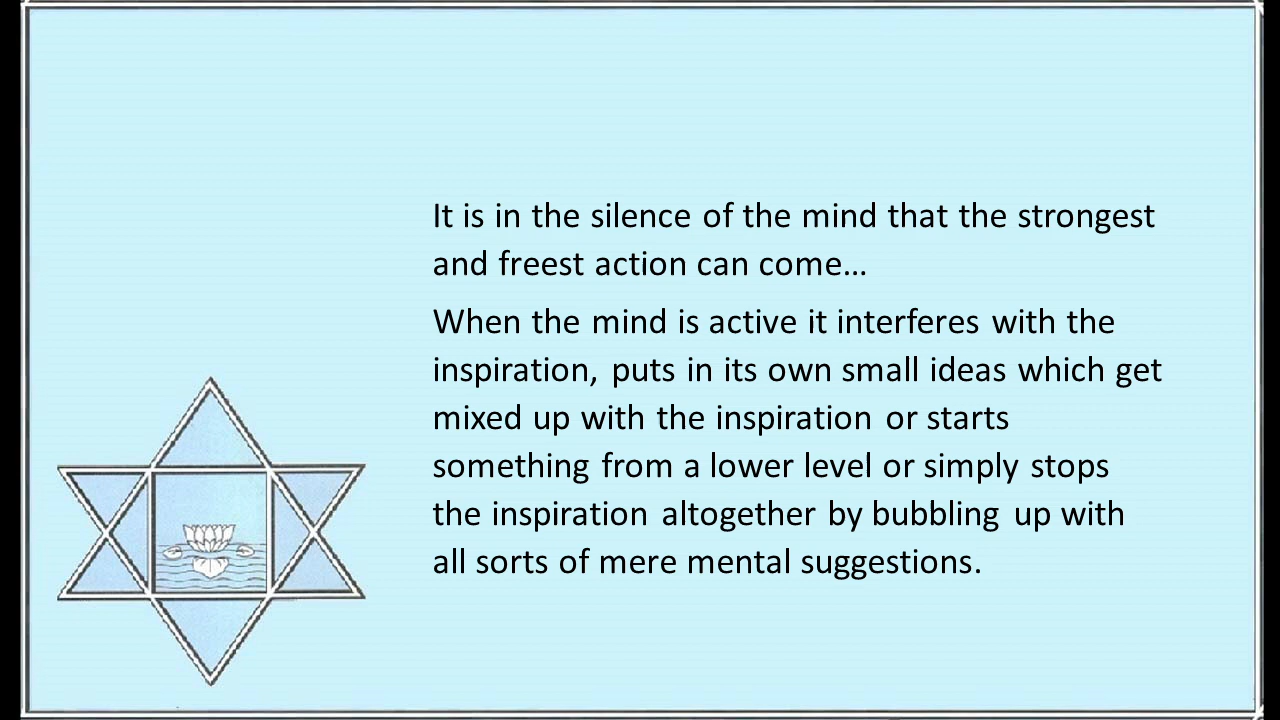 It is in the silence of the mind that the strongest
and freest action can come…
When the mind is active it interferes with the
inspiration, puts in its own small ideas which get
mixed up with the inspiration or starts
something from a lower level or simply stops
the inspiration altogether by bubbling up with
all sorts of mere mental suggestions.